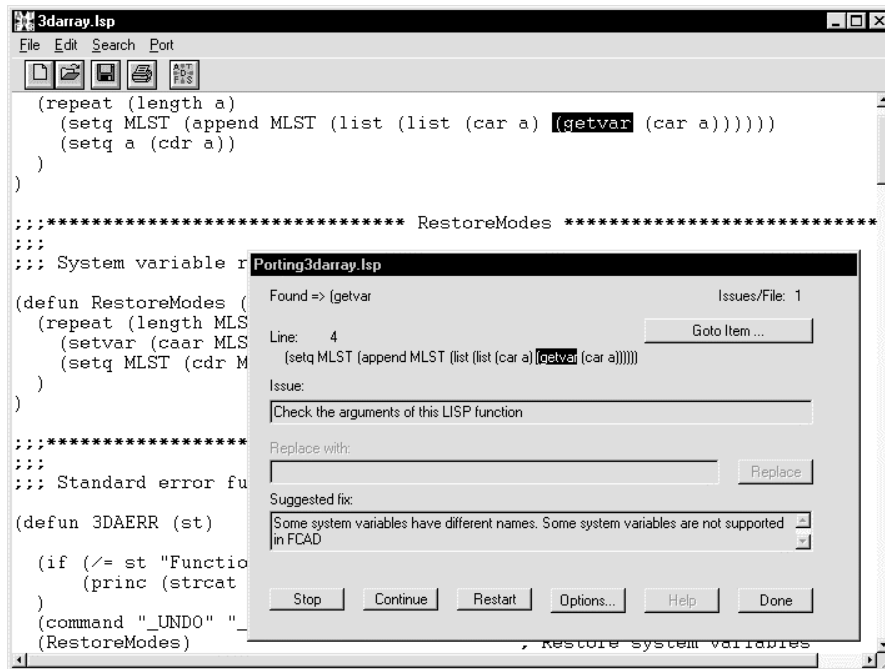 3darray.lsp
File Edit Search Port
(repeat (length a)
(setq MLST (append MLST (list (list (car a) (getvar (car a))))))
(setq a (cdr a))
)
)
;;;******************************** RestoreModes ****************************
;;;
;;; System variable r
(defun RestoreModes (
(repeat (length MLS
(setvar (caar MLS
(setq MLST (cdr M
)
)
;;;******************
;;;
;;; Standard error fu
(defun 3DAERR (st)
(if (/= st "Functio
(princ (strcat
)
(command "_UNDO" "_
(RestoreModes) ; Restore system variables
Porting3darray.lsp
Found => (getvar Issues/File: 1
Goto Item ...
Line: 4
(setq MLST (append MLST (list (list (car a) (getvar (car a))))))
Issue:
Check the arguments of this LISP function
Replace with:
Replace
Suggested fix:
Some system variables have different names. Some system variables are not supported
in FCAD
Stop Continue Restart Options... Help Done